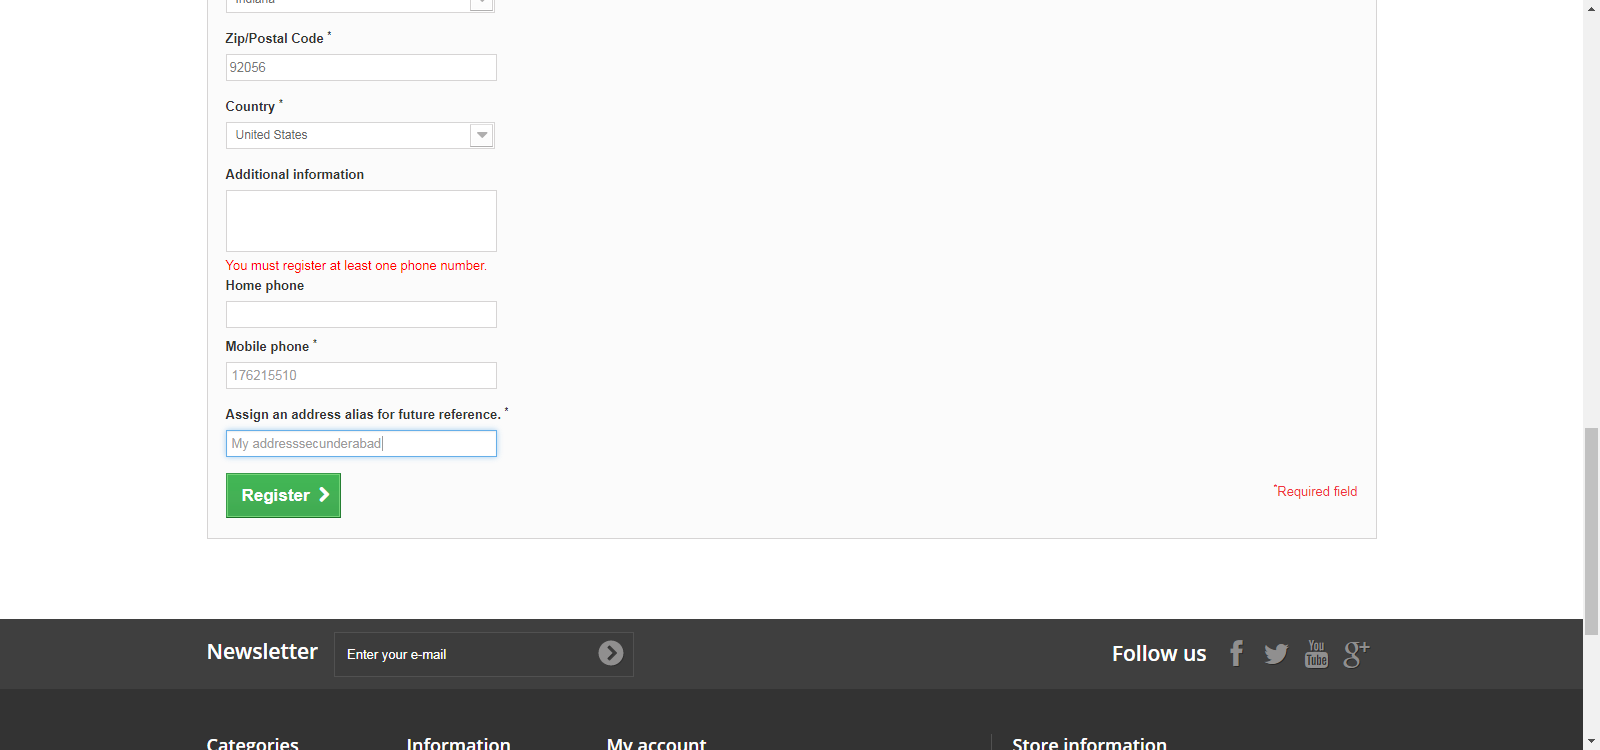 Indiana
Zip/Postal Code *
92056
Country *
United States
Additional information
You must register at least one phone number.
Home phone
Mobile phone *
176215510
Assign an address alias for future reference. *
My addresssecunderabad
Register
*Required field
Newsletter
Enter your e-mail
Follow us
f
You
Tube
g+
Categories
Information
My account
Store information